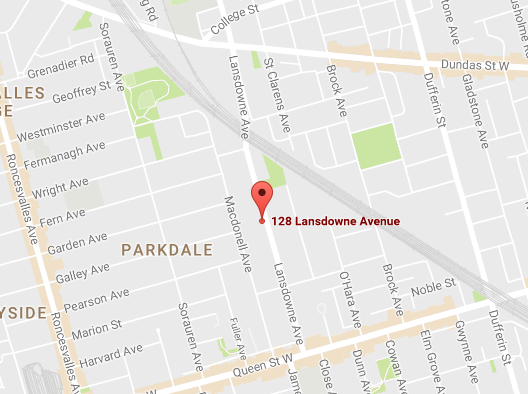 College St
Rd
Sorauren Ave
Grenadier Rd
Lansdowne Ave
St Clarens Ave
Dundas St W
Brock Ave
Dufferin St
Gladstone Ave
Geoffrey St
Westminster Ave
Fermanagh Ave
Roncesvalles Ave
Wright Ave
Macdonell Ave
128 Lansdowne Avenue
Fern Ave
Garden Ave
PARKDALE
Galley Ave
Lansdowne Ave
O'Hara Ave
Brock Ave
Noble St
Pearson Ave
Sorauren Ave
Marion St
Fuller Ave
Harvard Ave
Roncesvalles Ave
Queen St W
Close Ave
Dunn Ave
Cowan Ave
Elm Grove Ave
Gwynne Ave
Dufferin St
W